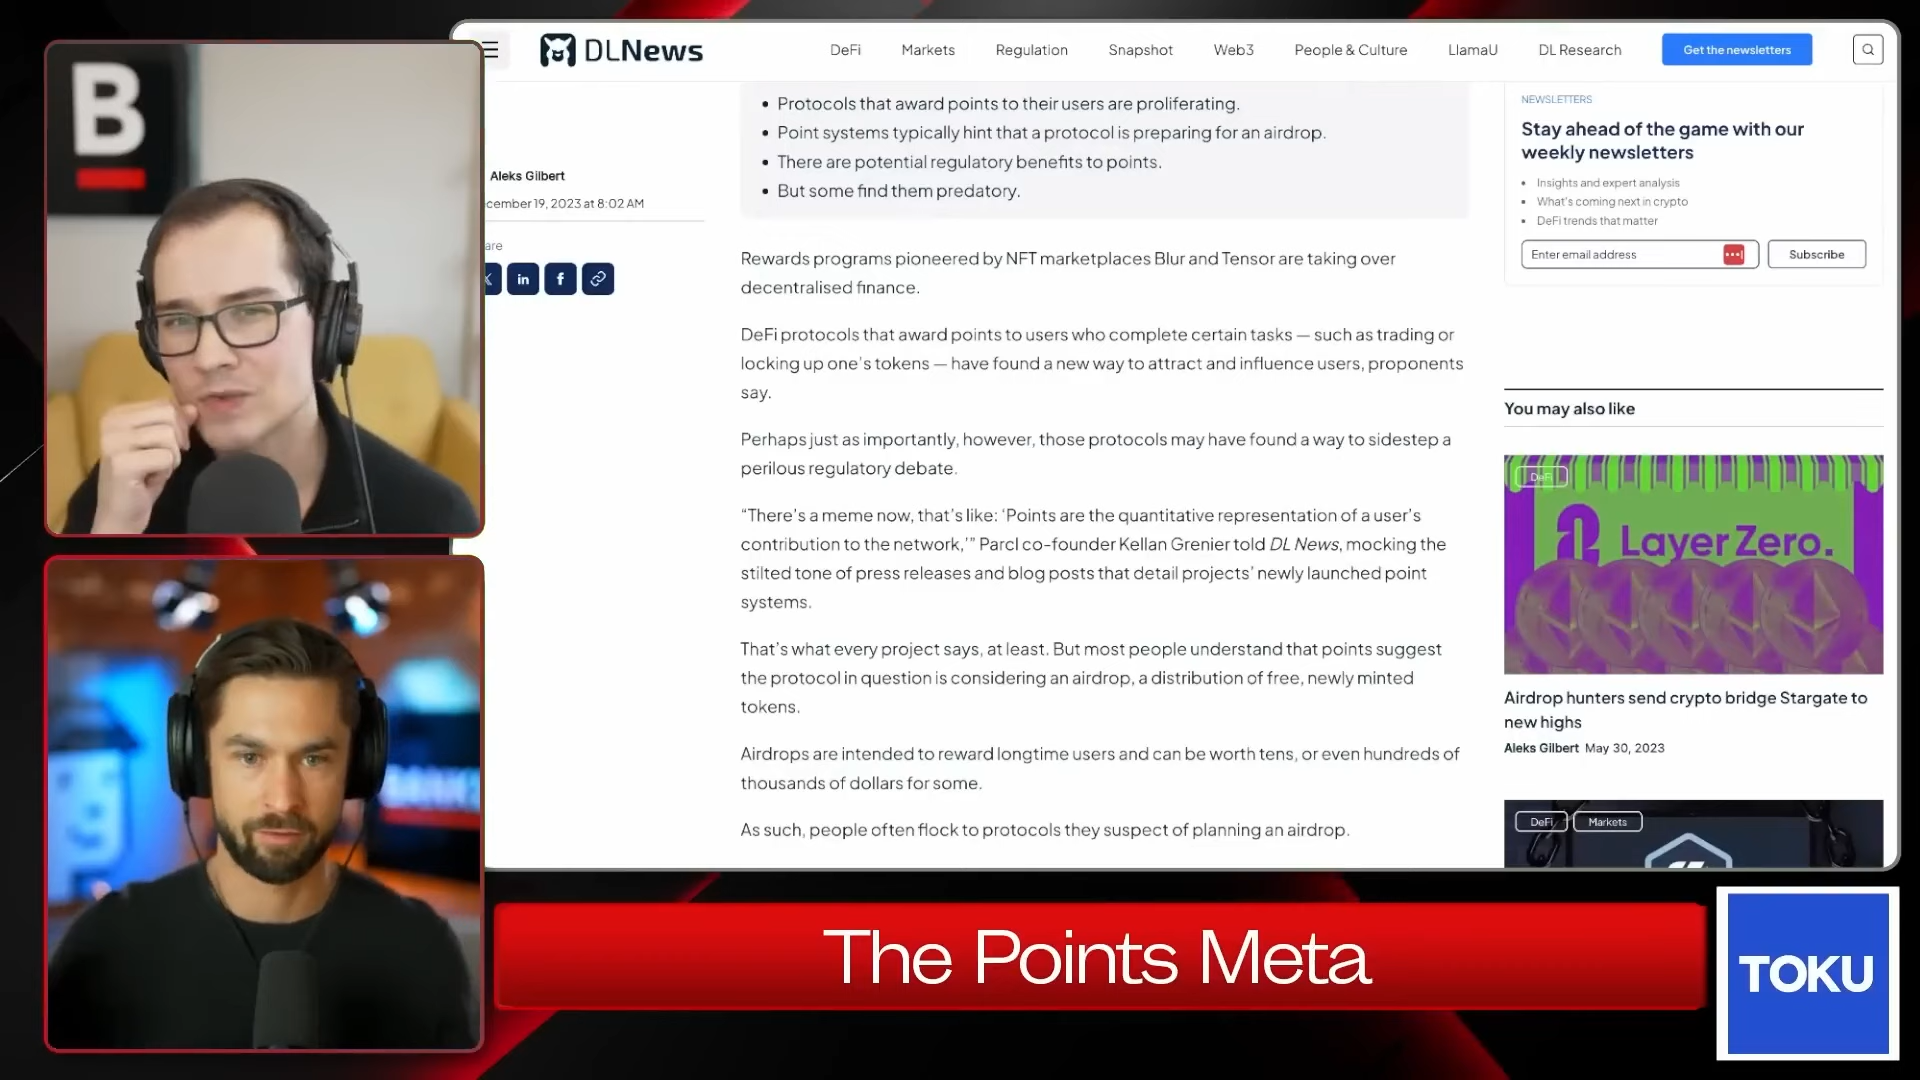 B
DLNews
DeFi
Markets
Regulation
Snapshot
Web3
People & Culture
LlamaU
DL Research
Get the newsletters
Aleks Gilbert
cember 19, 2023 at 8:02 AM
are
in
f
• Protocols that award points to their users are proliferating.
• Point systems typically hint that a protocol is preparing for an airdrop.
• There are potential regulatory benefits to points.
• But some find them predatory.
Rewards programs pioneered by NFT marketplaces Blur and Tensor are taking over
decentralised finance.
DeFi protocols that award points to users who complete certain tasks — such as trading or
locking up one's tokens — have found a new way to attract and influence users, proponents
say.
Perhaps just as importantly, however, those protocols may have found a way to sidestep a
perilous regulatory debate.
“There's a meme now, that's like: ‘Points are the quantitative representation of a user's
contribution to the network,’” Parcl co-founder Kellan Grenier told DL News, mocking the
stilted tone of press releases and blog posts that detail projects’ newly launched point
systems.
That's what every project says, at least. But most people understand that points suggest
the protocol in question is considering an airdrop, a distribution of free, newly minted
tokens.
Airdrops are intended to reward longtime users and can be worth tens, or even hundreds of
thousands of dollars for some.
As such, people often flock to protocols they suspect of planning an airdrop.
NEWSLETTERS
Stay ahead of the game with our
weekly newsletters
• Insights and expert analysis
• What's coming next in crypto
• DeFi trends that matter
Enter email address
Subscribe
You may also like
DeFi
LayerZero.
Airdrop hunters send crypto bridge Stargate to
new highs
Aleks Gilbert May 30, 2023
DeFi
Markets
The Points Meta
TOKU